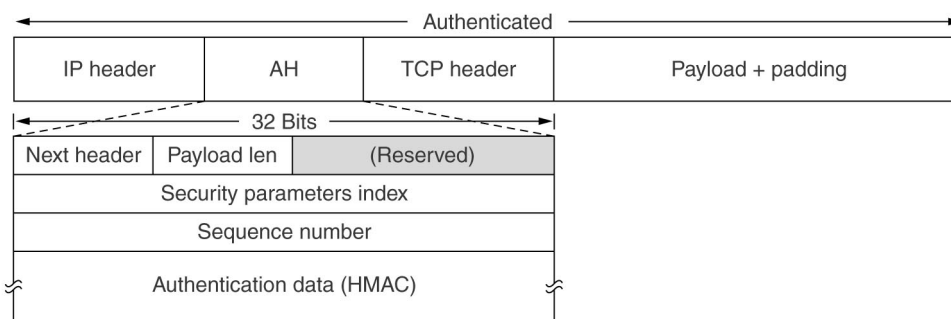 Authenticated
IP header AH TCP header Payload + padding
32 Bits
Next header Payload len (Reserved)
Security parameters index
Sequence number
Authentication data (HMAC)